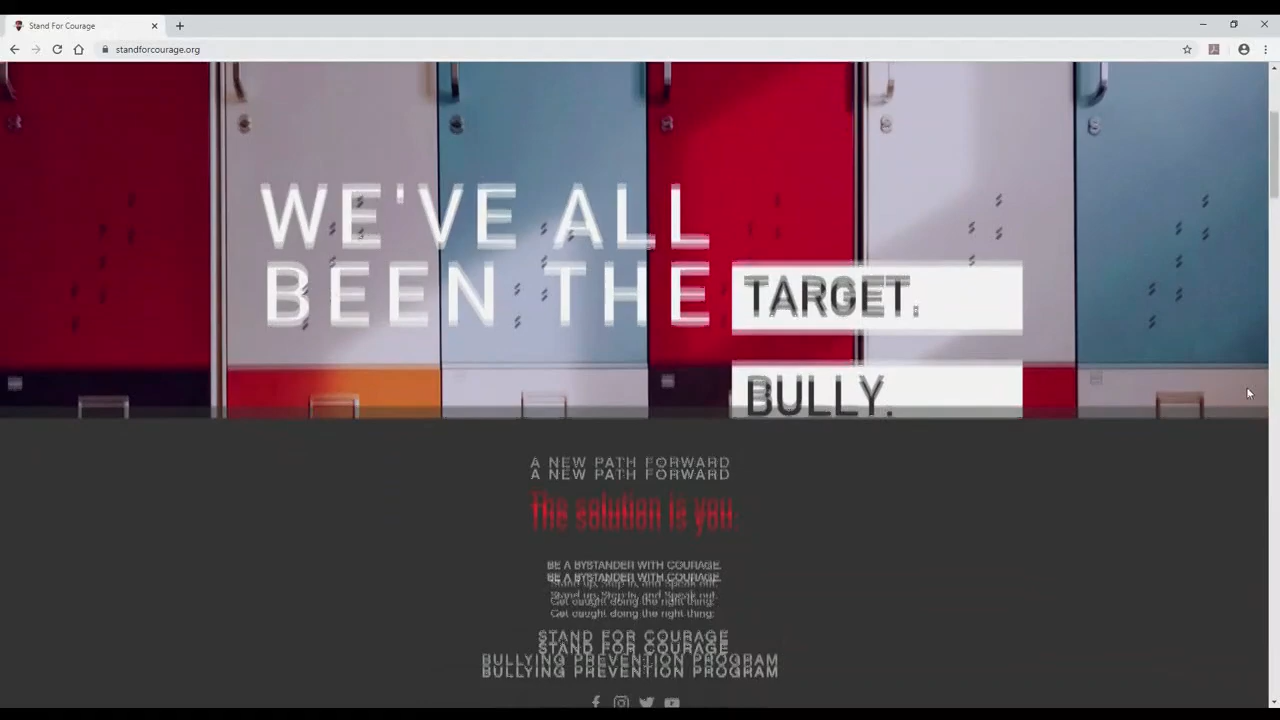 Stand For Courage
standforcourage.org
WE'VE ALL
BEEN THE TARGET.
BULLY.
A NEW PATH FORWARD
The solution is you.
BE A BYSTANDER WITH COURAGE.
Stand up, Step in, and Speak out.
Get caught doing the right thing.
STAND FOR COURAGE
BULLYING PREVENTION PROGRAM